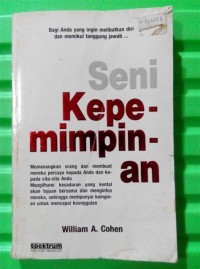 Bagi Anda yang ingin melibatkan diri
dan memikul tanggung jawab ...
Seni
Kepe-
mimpin-
an
Memenangkan orang dan membuat
mereka percaya kepada Anda dan ke-
pada cita-cita Anda
Mengilhami kesadaran yang kental
akan tujuan bersama dan mengintus
mereka, sehingga mempunyai keingin-
an untuk mencapai keunggulan
William A. Cohen
spektrum